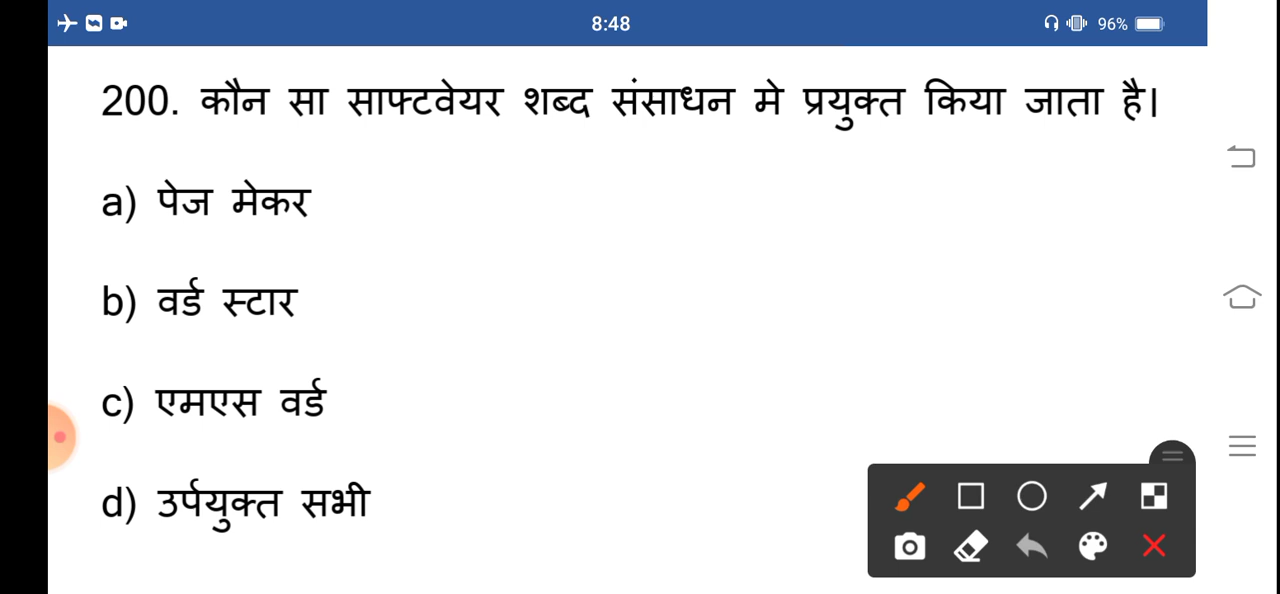 8:48
96%
200. कौन सा साफ्टवेयर शब्द संसाधन मे प्रयुक्त किया जाता है।
a) पेज मेकर
b) वर्ड स्टार
c) एमएस वर्ड
d) उर्पयुक्त सभी